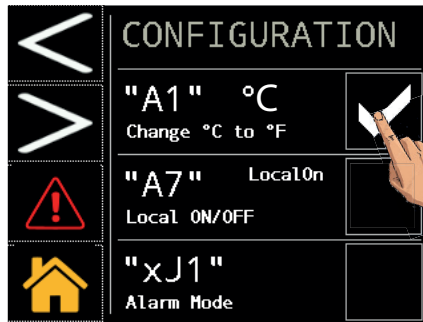 CONFIGURATION
"A1" °C
Change °C to °F
"A7" LocalOn
Local ON/OFF
"xJ1"
Alarm Mode